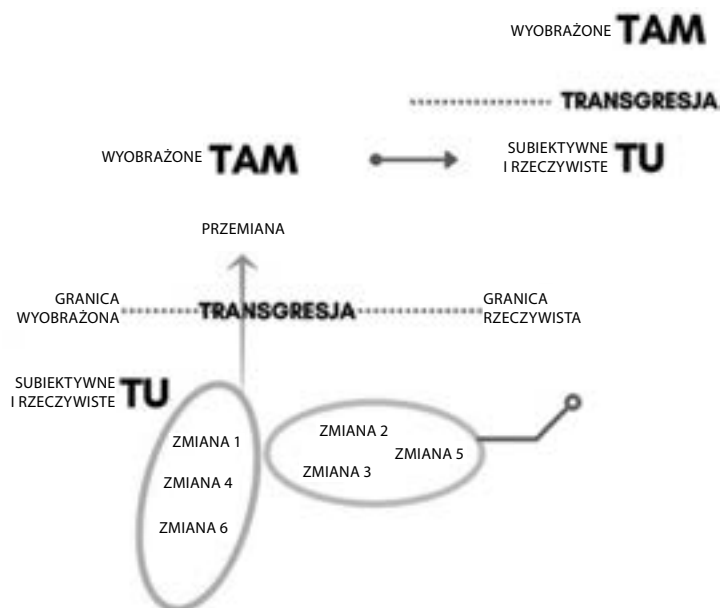 WYOBRAŻONE TAM
TRANSGRESJA
WYOBRAŻONE TAM
SUBIEKTYWNE
I RZECZYWISTE TU
PRZEMIANA
GRANICA
WYOBRAŻONA
TRANSGRESJA
GRANICA
RZECZYWISTA
SUBIEKTYWNE
I RZECZYWISTE TU
ZMIANA 1
ZMIANA 4
ZMIANA 6
ZMIANA 2
ZMIANA 5
ZMIANA 3